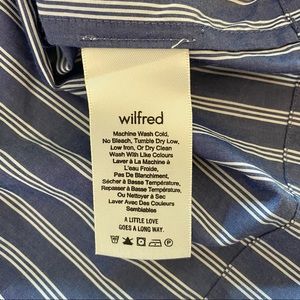 wilfred
Machine Wash Cold,
No Bleach, Tumble Dry Low,
Low Iron, Or Dry Clean
Wash With Like Colours
Laver À La Machine À
L'eau Froide,
Pas De Blanchiment,
Sécher à Basse Température,
Repasser à Basse Température,
Ou Nettoyer à Sec
Laver Avec Des Couleurs
Semblables
A LITTLE LOVE
GOES A LONG WAY.